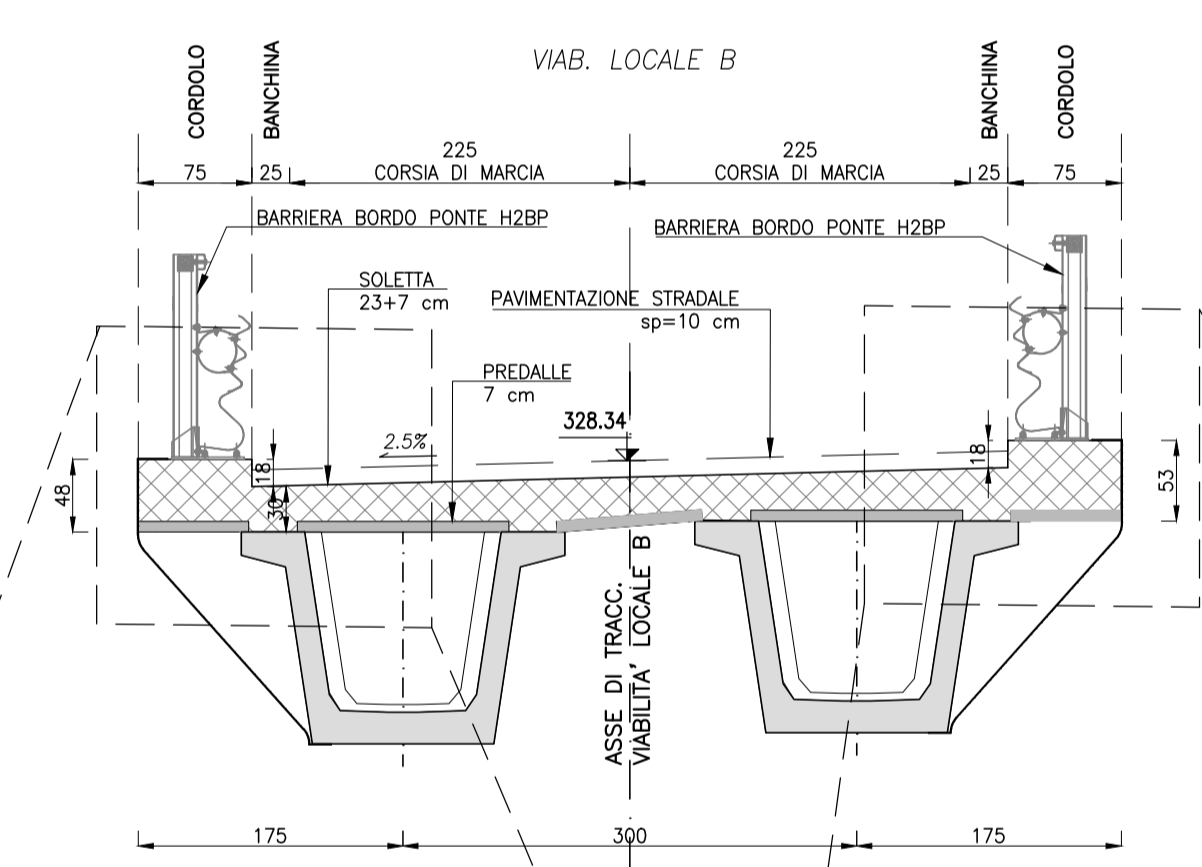 VIAB. LOCALE B
CORDOLO
BANCHINA
BANCHINA
CORDOLO
75
25
225
CORSIA DI MARCIA
225
CORSIA DI MARCIA
25
75
BARRIERA BORDO PONTE H2BP
BARRIERA BORDO PONTE H2BP
SOLETTA
23+7 cm
PAVIMENTAZIONE STRADALE
sp=10 cm
PREDALLE
7 cm
328.34
2.5%
18
18
48
30
53
ASSE DI TRACC.
VIABILITA' LOCALE B
175
300
175